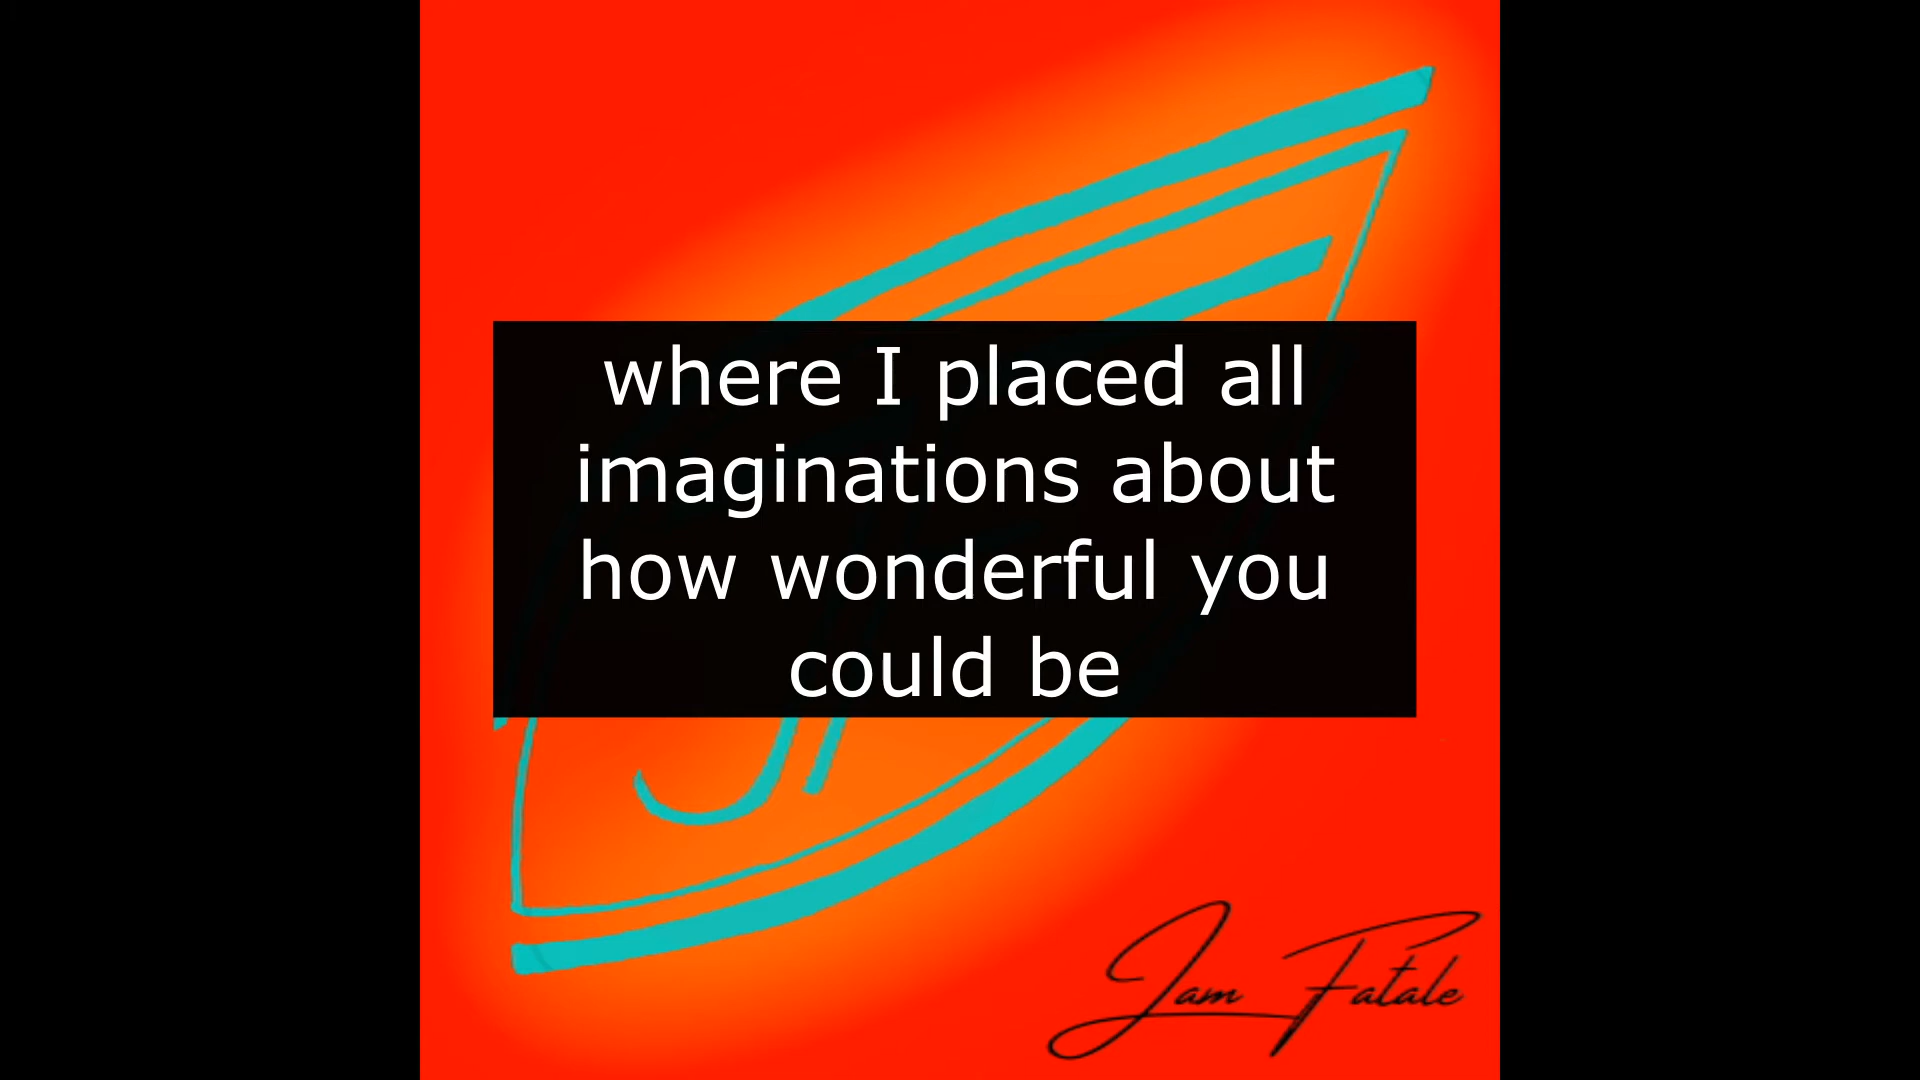 where I placed all
imaginations about
how wonderful you
could be
Jam Fatale